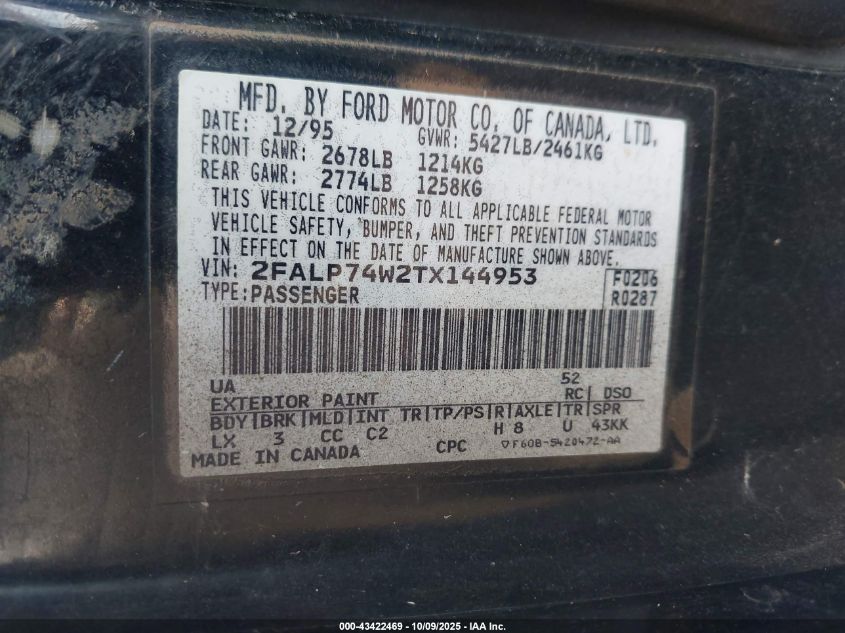 MFD. BY FORD MOTOR CO. OF CANADA, LTD.
DATE: 12/95 GVWR: 5427LB/2461KG
FRONT GAWR: 2678LB 1214KG
REAR GAWR: 2774LB 1258KG
THIS VEHICLE CONFORMS TO ALL APPLICABLE FEDERAL MOTOR
VEHICLE SAFETY, BUMPER, AND THEFT PREVENTION STANDARDS
IN EFFECT ON THE DATE OF MANUFACTURE SHOWN ABOVE.
VIN: 2FALP74W2TX144953 F0206
TYPE: PASSENGER R0287
UA 52
EXTERIOR PAINT RC DSO
BDY BRK MLD INT TR TP/PS R AXLE TR SPR
LX 3 CC C2 H 8 U 43KK
MADE IN CANADA CPC ▽F60B-5420472-AA
000-43422469 - 10/09/2025 - IAA Inc.